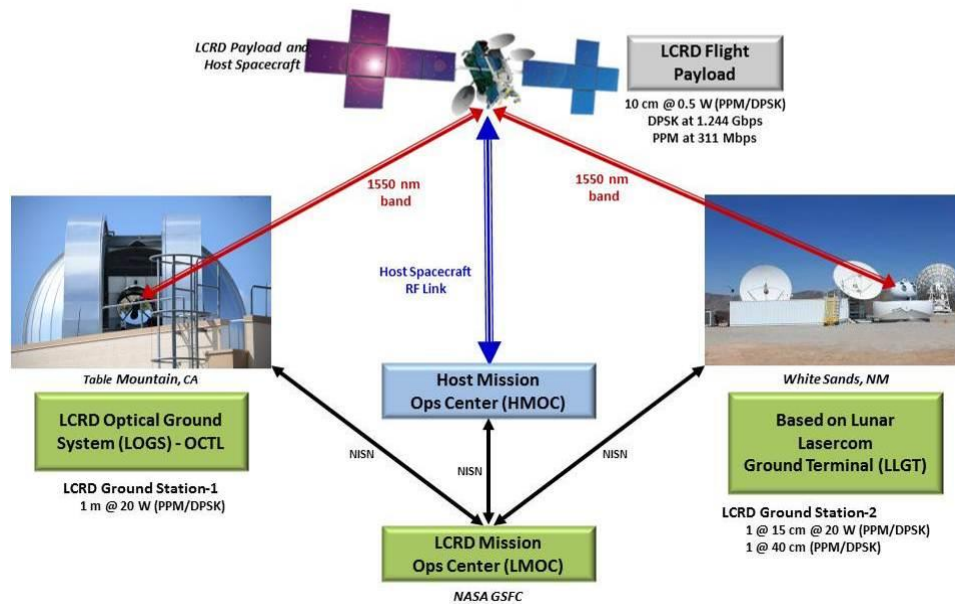 LCRD Payload and
Host Spacecraft
LCRD Flight
Payload
10 cm @ 0.5 W (PPM/DPSK)
DPSK at 1.244 Gbps
PPM at 311 Mbps
1550 nm
band
1550 nm
band
Host Spacecraft
RF Link
Table Mountain, CA
White Sands, NM
LCRD Optical Ground
System (LOGS) - OCTL
Host Mission
Ops Center (HMOC)
Based on Lunar
Lasercom
Ground Terminal (LLGT)
NISN
NISN
NISN
LCRD Ground Station-1
1 m @ 20 W (PPM/DPSK)
LCRD Ground Station-2
1 @ 15 cm @ 20 W (PPM/DPSK)
1 @ 40 cm (PPM/DPSK)
LCRD Mission
Ops Center (LMOC)
NASA GSFC